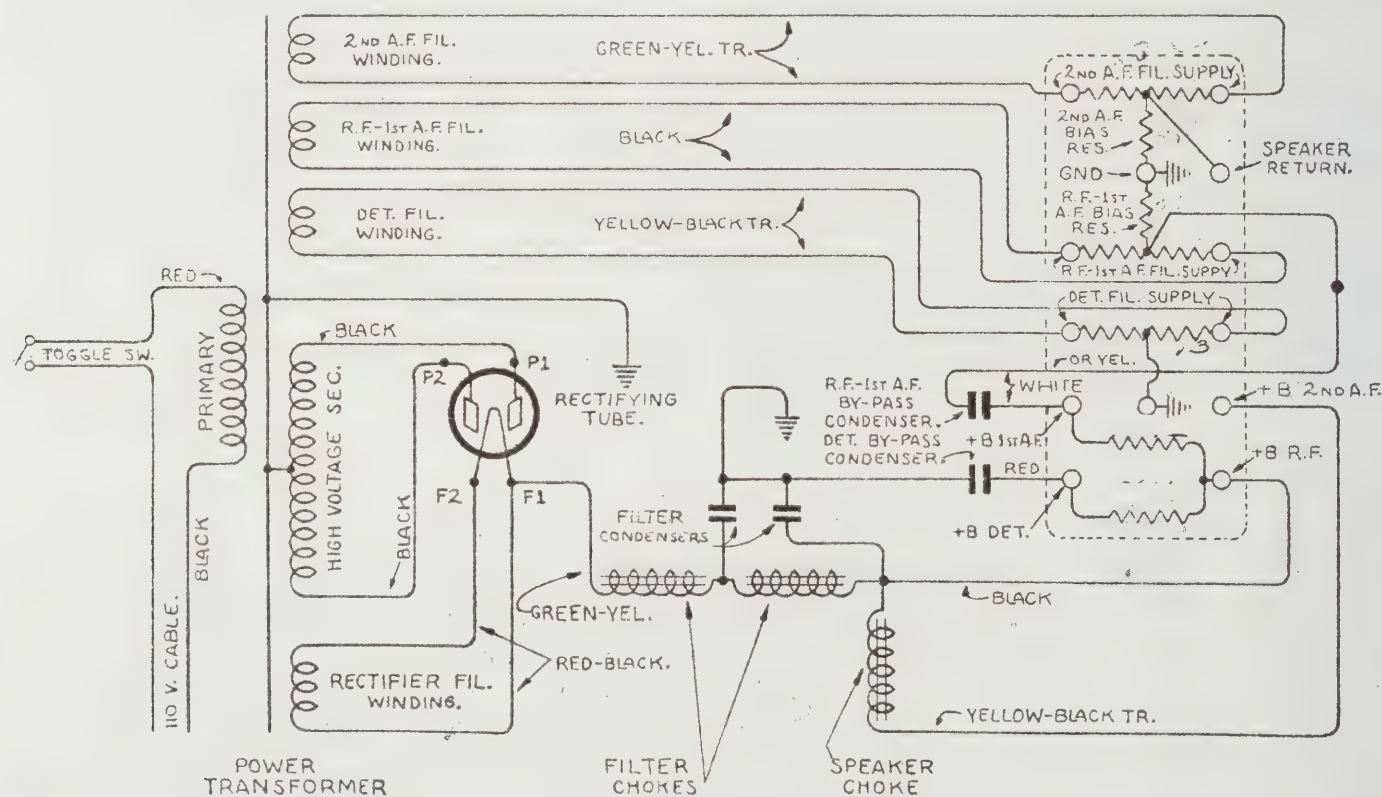 2ND A.F. FIL.
WINDING.
GREEN-YEL. TR.
2ND A.F. FIL. SUPPLY
R.F.-1ST A.F. FIL.
WINDING.
BLACK
2ND A.F.
BIAS
RES.
GND
SPEAKER
RETURN.
DET. FIL.
WINDING.
YELLOW-BLACK TR.
R.F.-1ST
A.F. BIAS
RES.
R.F.-1ST A.F. FIL. SUPPLY
RED
DET. FIL. SUPPLY
TOGGLE SW.
PRIMARY
BLACK
BLACK
P2
P1
HIGH VOLTAGE SEC.
RECTIFYING
TUBE.
F2
F1
BLACK
OR YEL.
WHITE
R.F.-1ST A.F.
BY-PASS
CONDENSER.
DET. BY-PASS
CONDENSER.
+B 1ST A.F.
+B 2ND A.F.
+B R.F.
RED
+B DET.
FILTER
CONDENSERS
GREEN-YEL.
BLACK
110 V. CABLE.
RED-BLACK.
RECTIFIER FIL.
WINDING.
YELLOW-BLACK TR.
POWER
TRANSFORMER
FILTER
CHOKES
SPEAKER
CHOKE